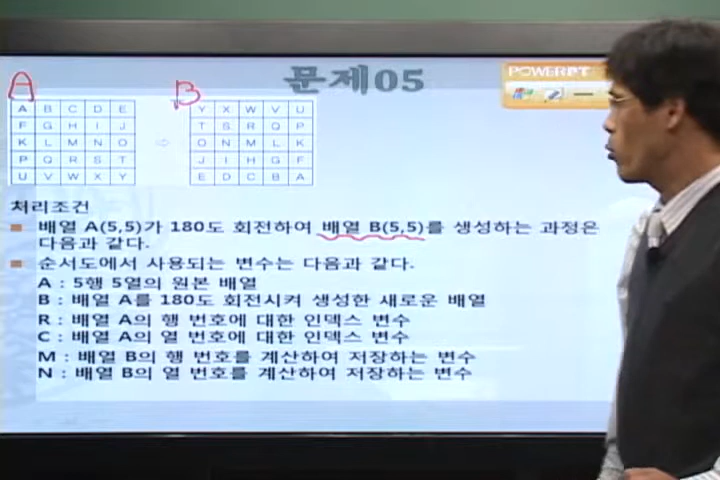 문제05
POWERPT
A
B
A B C D E
F G H I J
K L M N O
P Q R S T
U V W X Y
⇨
Y X W V U
T S R Q P
O N M L K
J I H G F
E D C B A
처리조건
■ 배열 A(5,5)가 180도 회전하여 배열 B(5,5)를 생성하는 과정은
다음과 같다.
■ 순서도에서 사용되는 변수는 다음과 같다.
A : 5행 5열의 원본 배열
B : 배열 A를 180도 회전시켜 생성한 새로운 배열
R : 배열 A의 행 번호에 대한 인덱스 변수
C : 배열 A의 열 번호에 대한 인덱스 변수
M : 배열 B의 행 번호를 계산하여 저장하는 변수
N : 배열 B의 열 번호를 계산하여 저장하는 변수